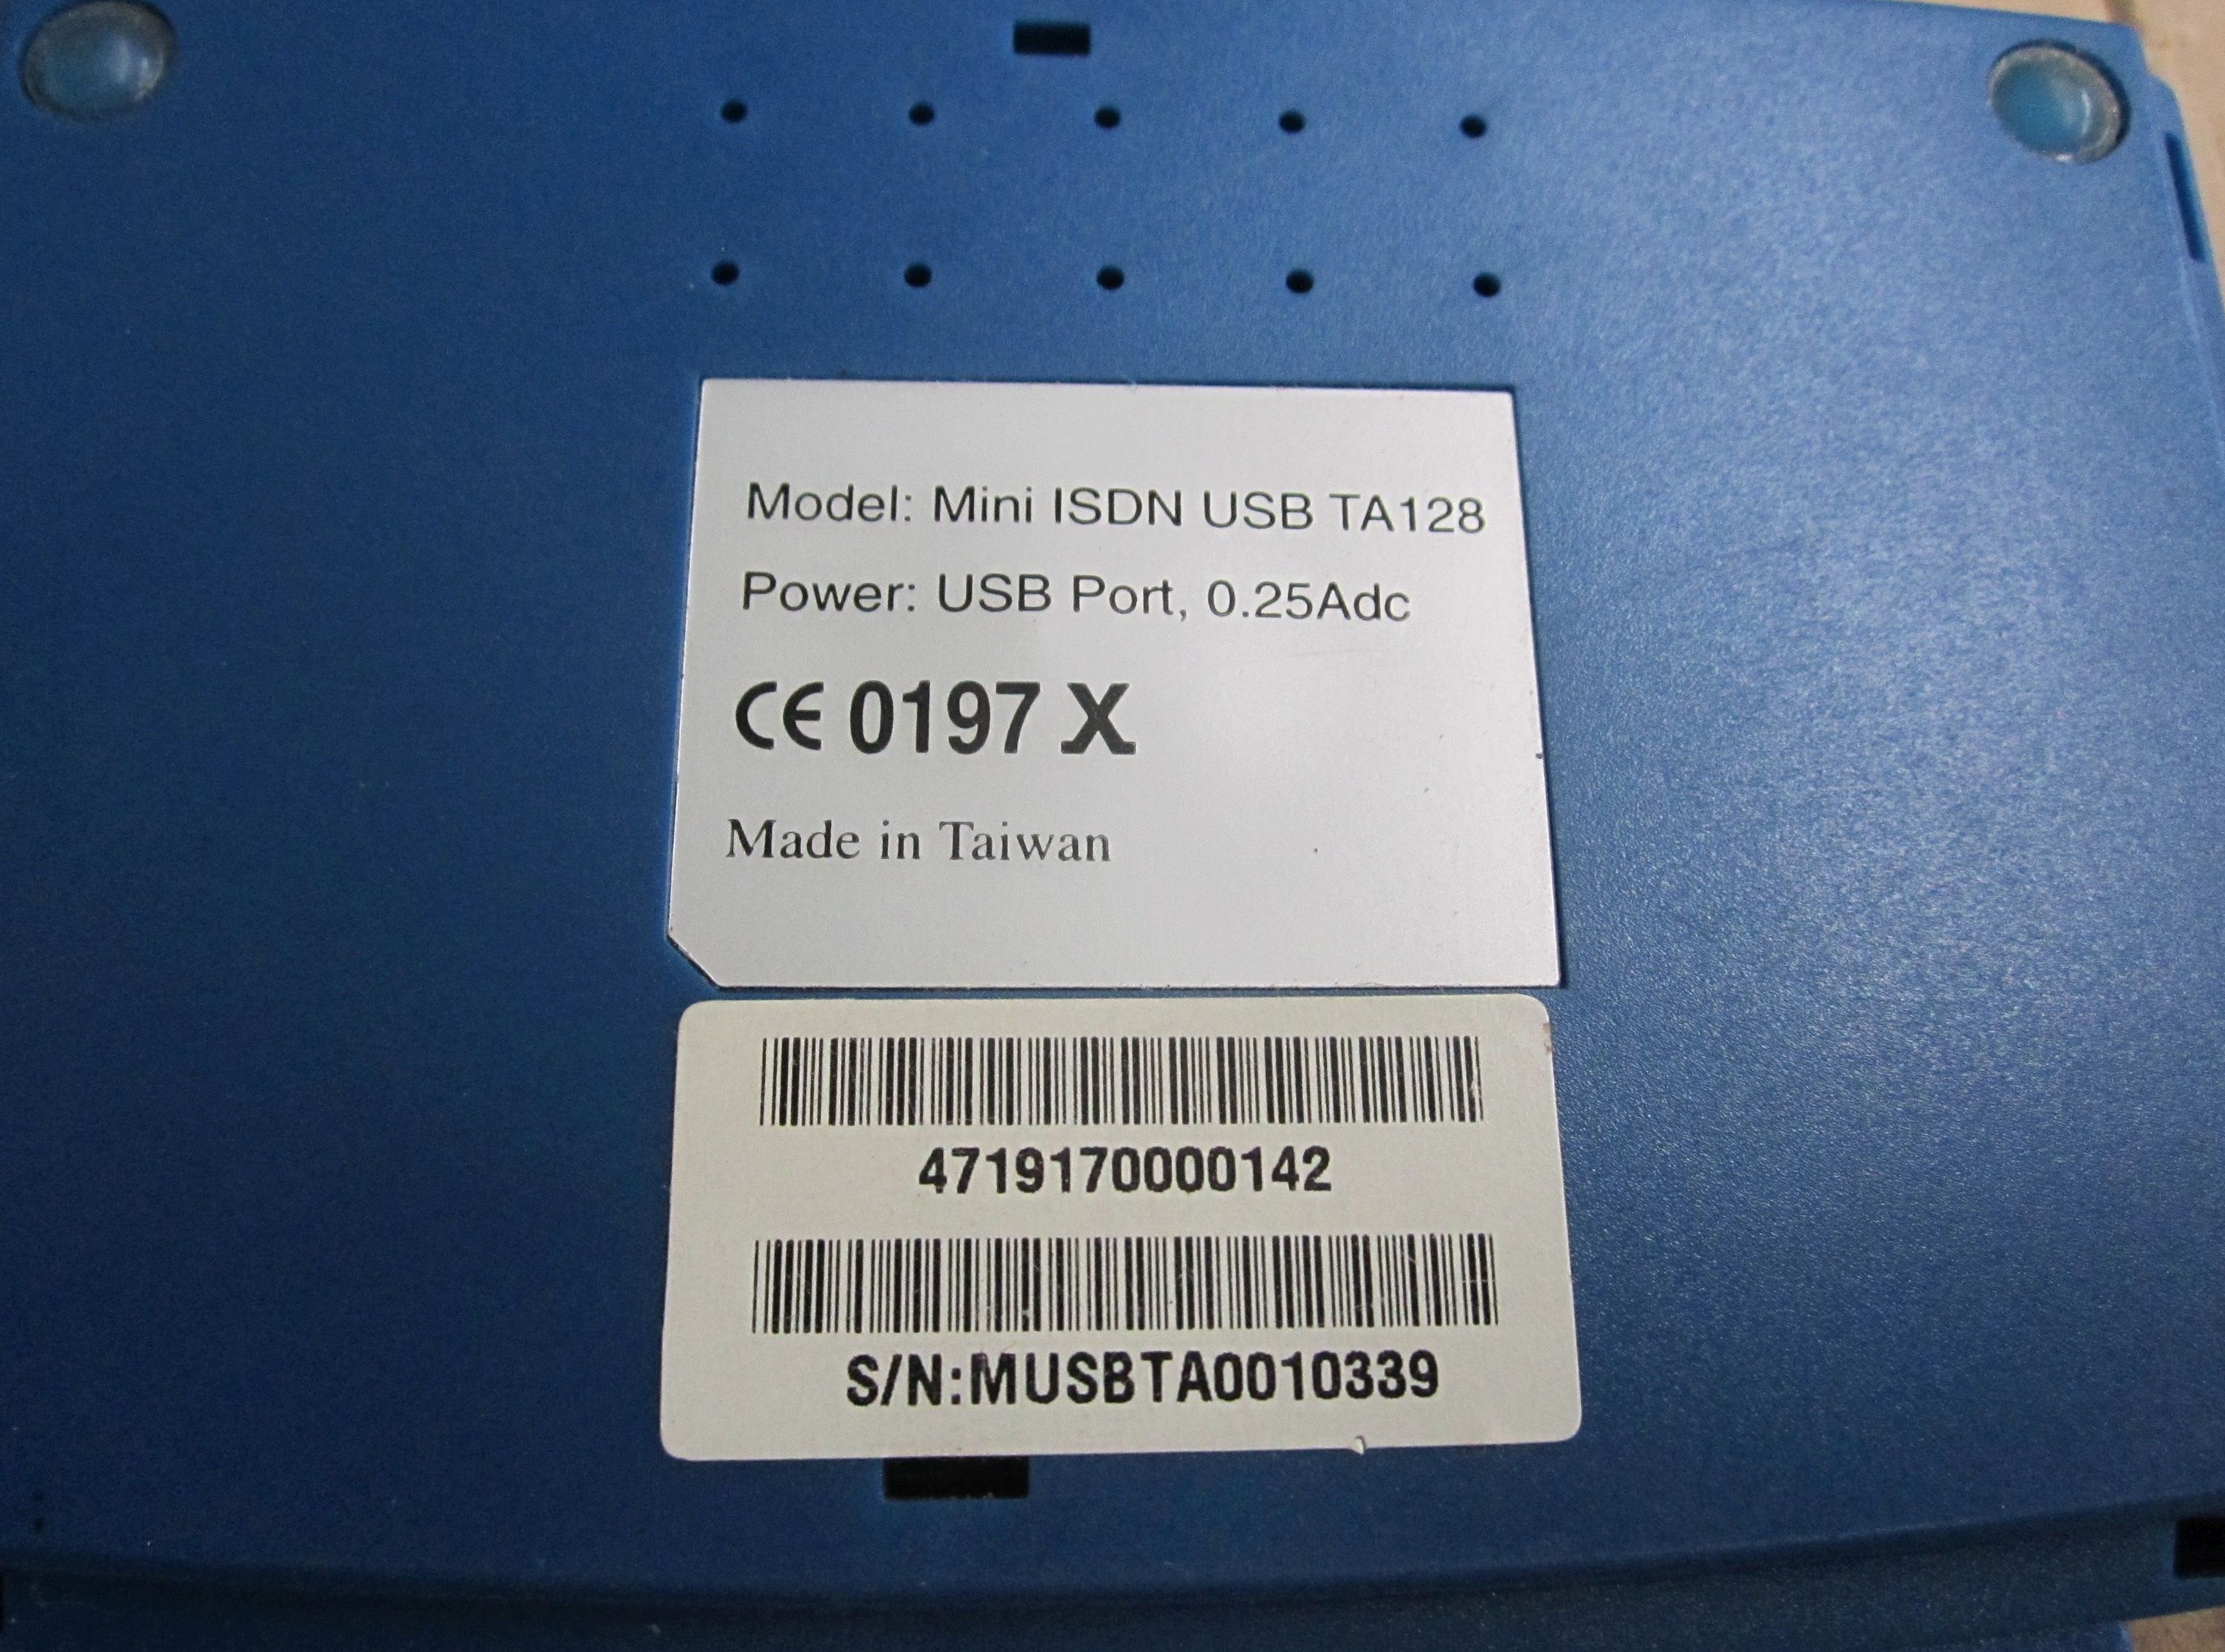 Model: Mini ISDN USB TA128
Power: USB Port, 0.25Adc
CE 0197 X
Made in Taiwan
4719170000142
S/N:MUSBTA0010339